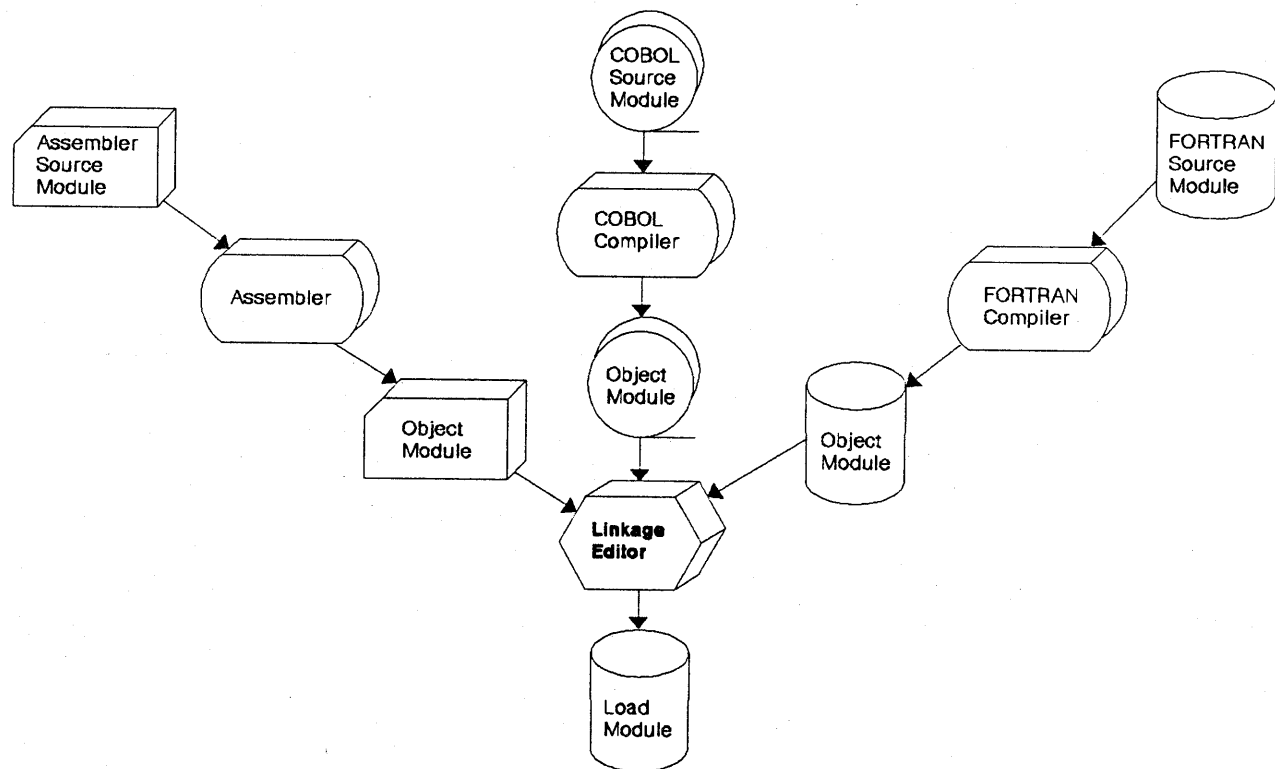 COBOL
Source
Module
Assembler
Source
Module
FORTRAN
Source
Module
COBOL
Compiler
Assembler
FORTRAN
Compiler
Object
Module
Object
Module
Object
Module
Linkage
Editor
Load
Module